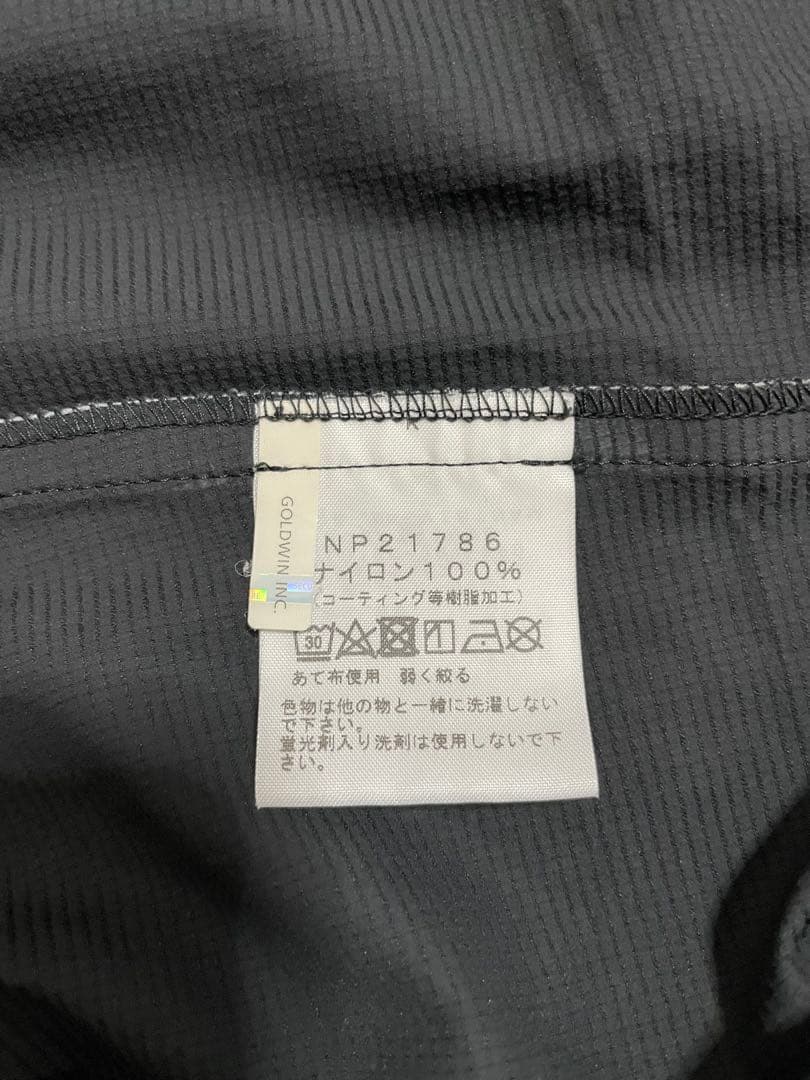 K
GOLDWIN INC.
NP21786
ナイロン100%
(コーティング等樹脂加工)
30
あて布使用 弱く絞る
色物は他の物と一緒に洗濯しない
で下さい。
蛍光剤入り洗剤は使用しないで下
さい。